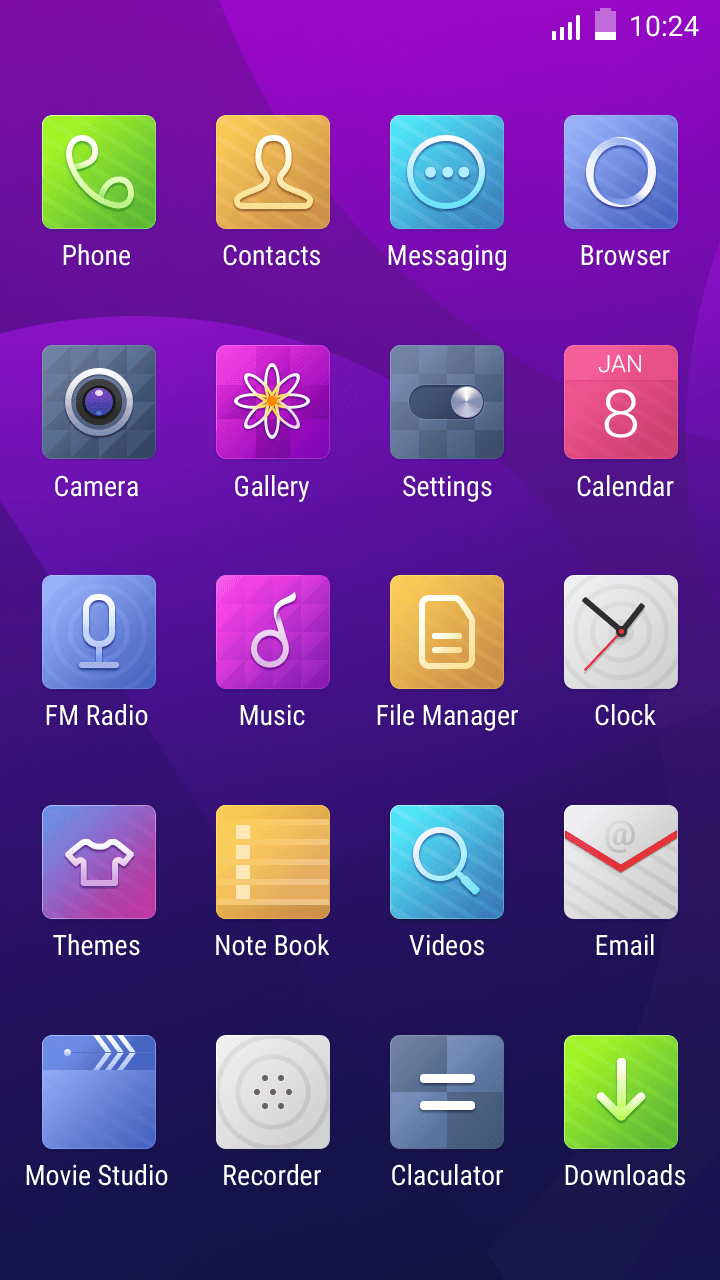 10:24
Phone
Contacts
Messaging
Browser
JAN
8
Camera
Gallery
Settings
Calendar
FM Radio
Music
File Manager
Clock
@
Themes
Note Book
Videos
Email
Movie Studio
Recorder
Claculator
Downloads